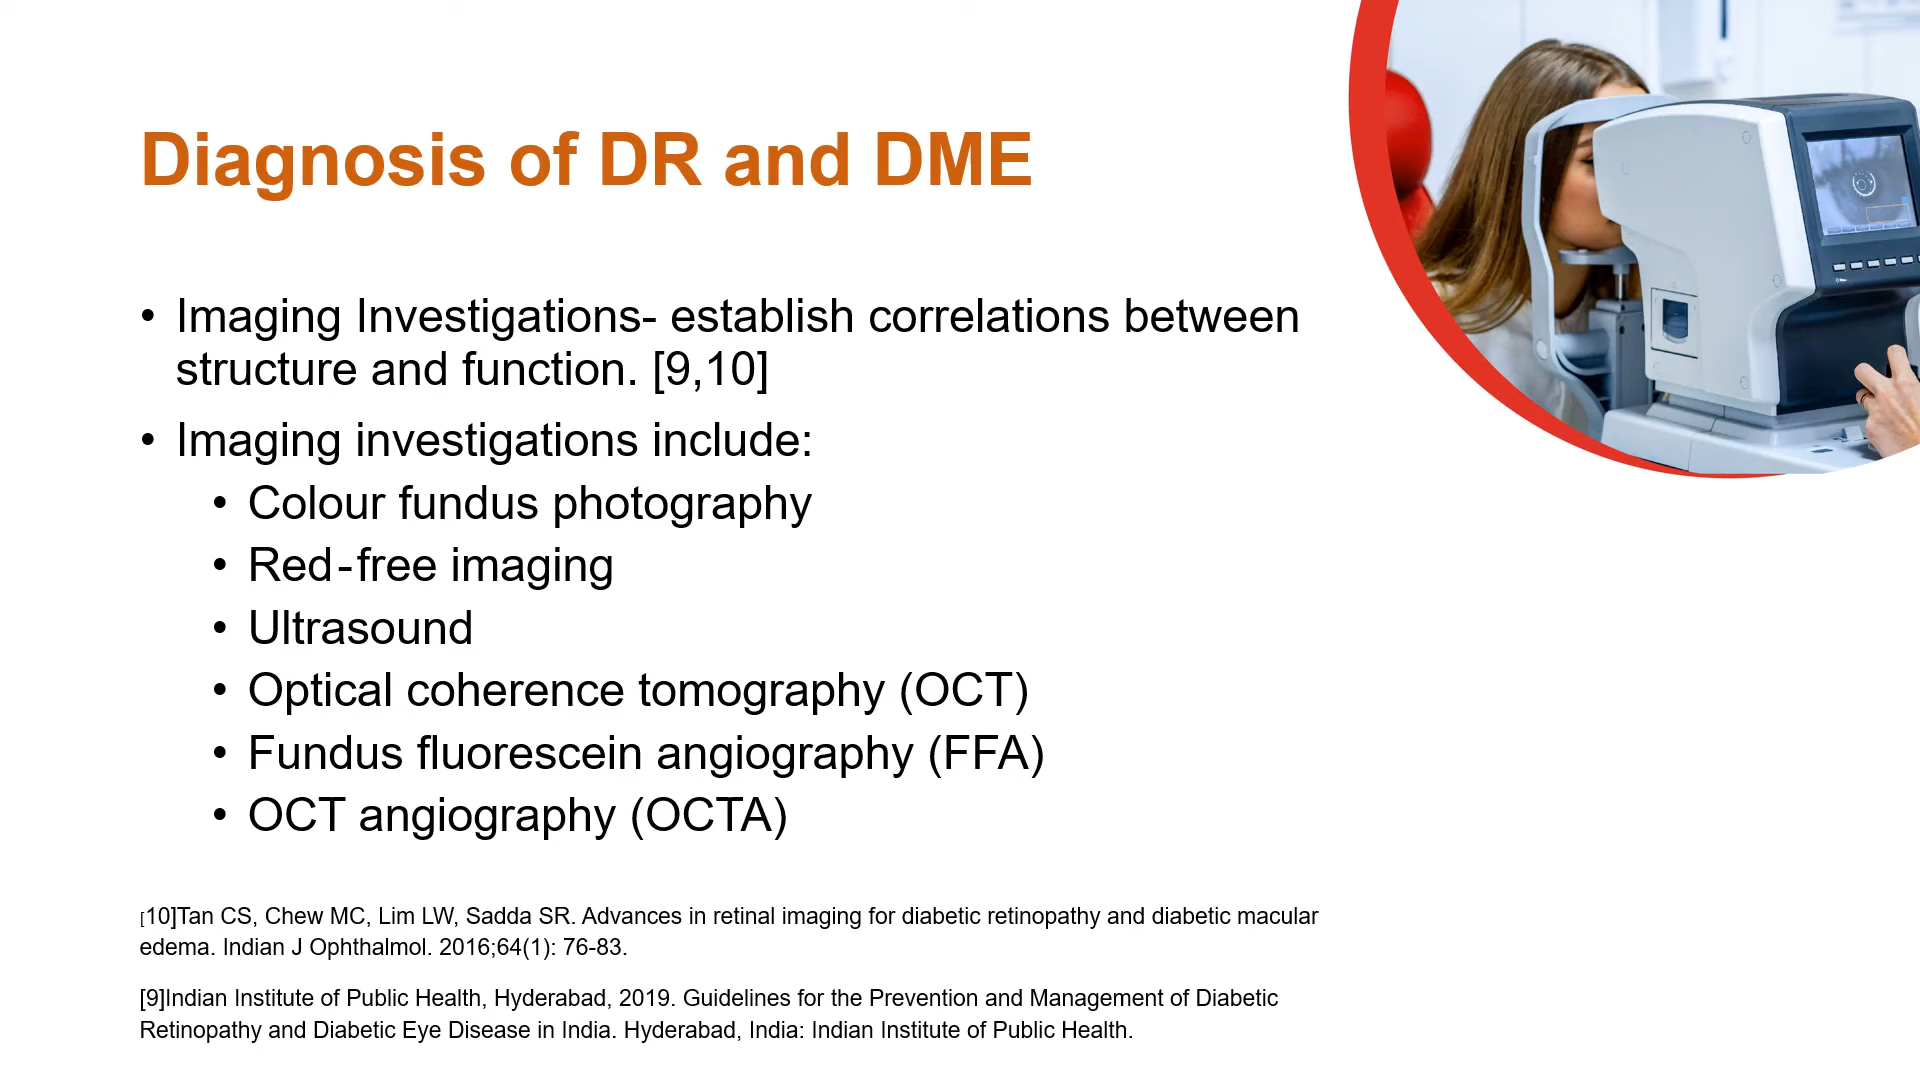 Diagnosis of DR and DME
• Imaging Investigations- establish correlations between
structure and function. [9,10]
• Imaging investigations include:
• Colour fundus photography
• Red-free imaging
• Ultrasound
• Optical coherence tomography (OCT)
• Fundus fluorescein angiography (FFA)
• OCT angiography (OCTA)
[10]Tan CS, Chew MC, Lim LW, Sadda SR. Advances in retinal imaging for diabetic retinopathy and diabetic macular
edema. Indian J Ophthalmol. 2016;64(1): 76-83.
[9]Indian Institute of Public Health, Hyderabad, 2019. Guidelines for the Prevention and Management of Diabetic
Retinopathy and Diabetic Eye Disease in India. Hyderabad, India: Indian Institute of Public Health.